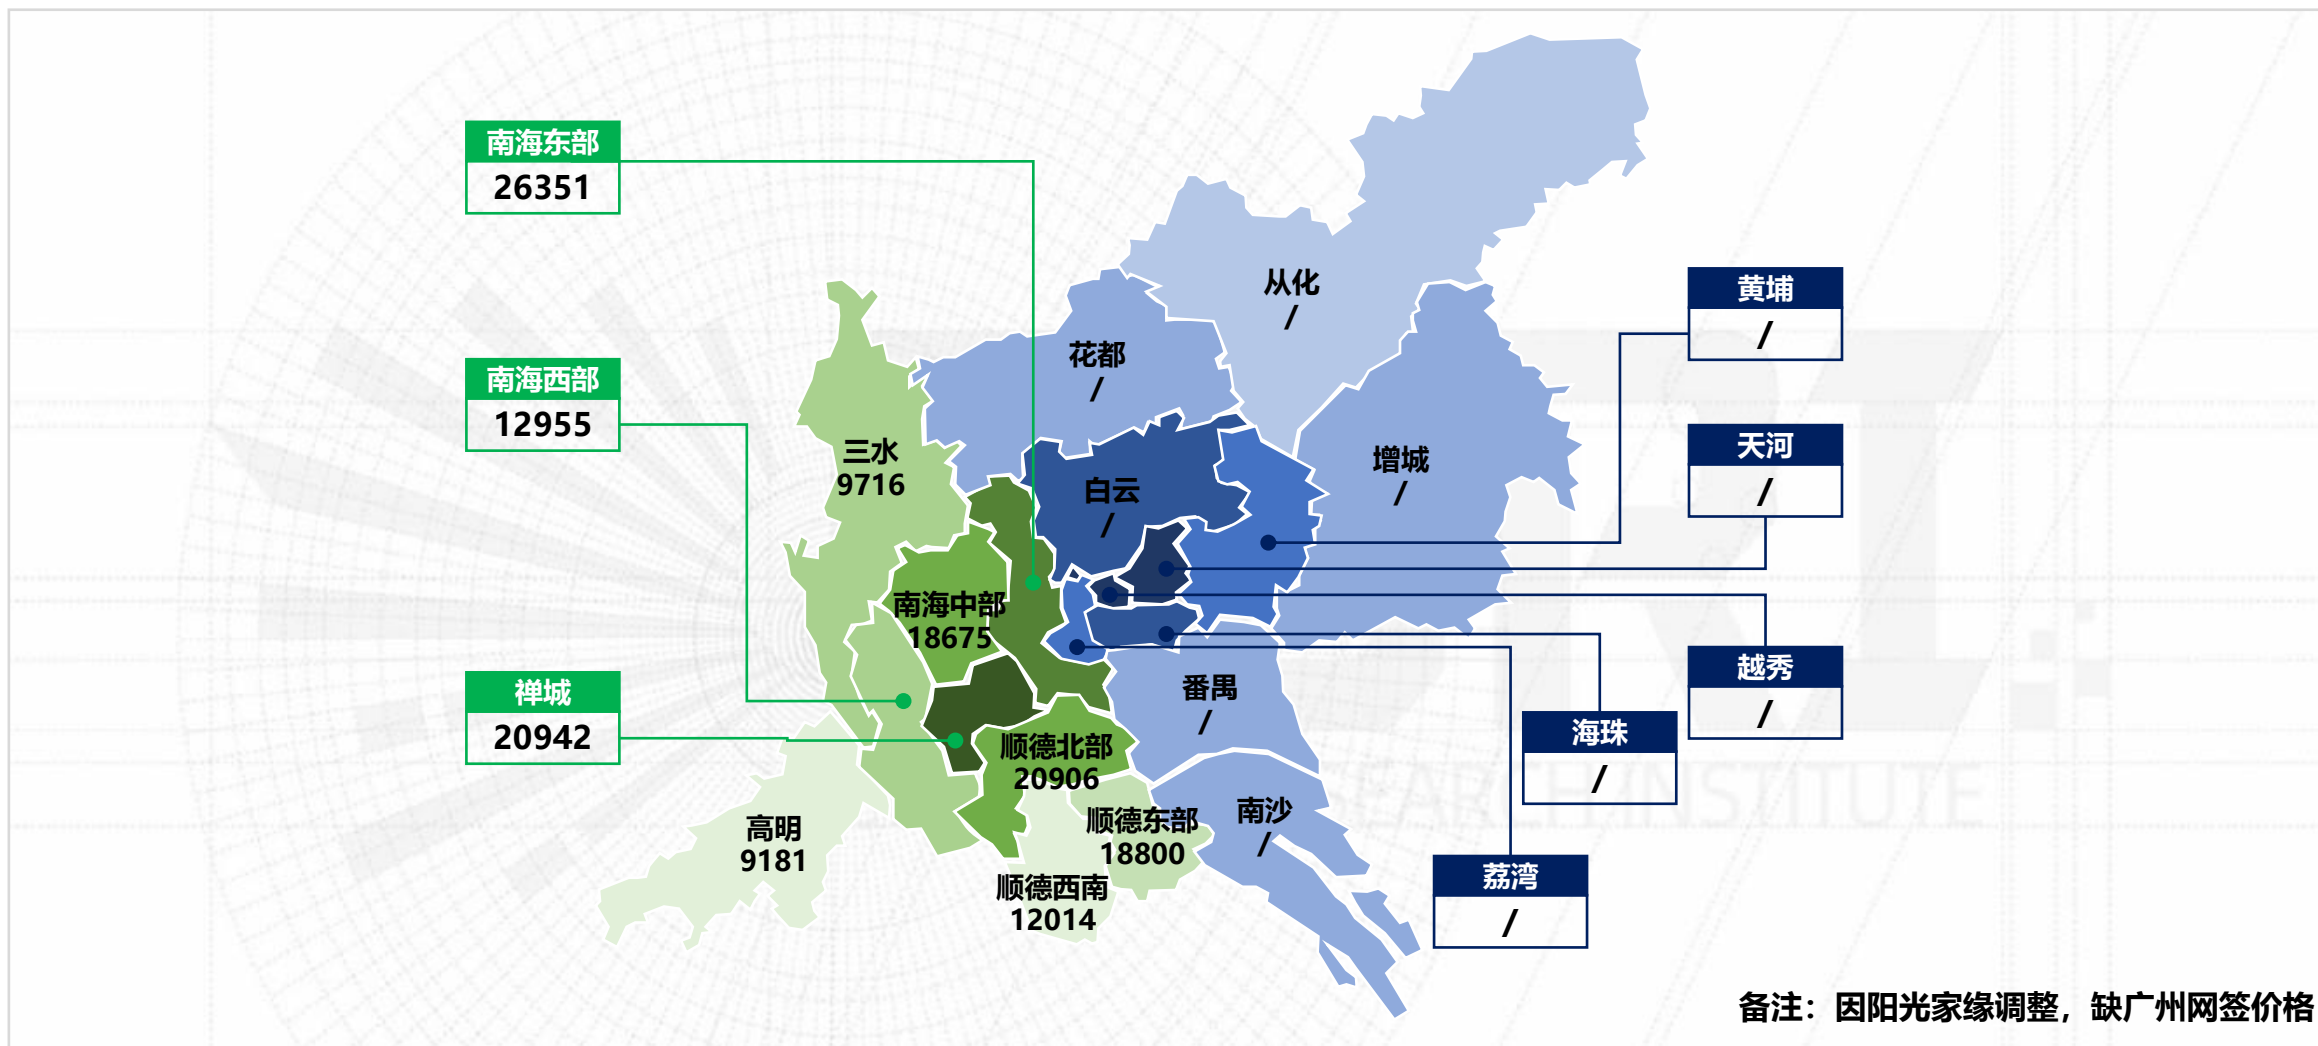 南海东部
26351
南海西部
12955
禅城
20942
三水
9716
南海中部
18675
高明
9181
顺德北部
20906
顺德东部
18800
顺德西南
12014
从化
/
花都
/
白云
/
增城
/
番禺
/
南沙
/
黄埔
/
天河
/
越秀
/
海珠
/
荔湾
/
SEARCH INSTITUTE
备注：因阳光家缘调整，缺广州网签价格